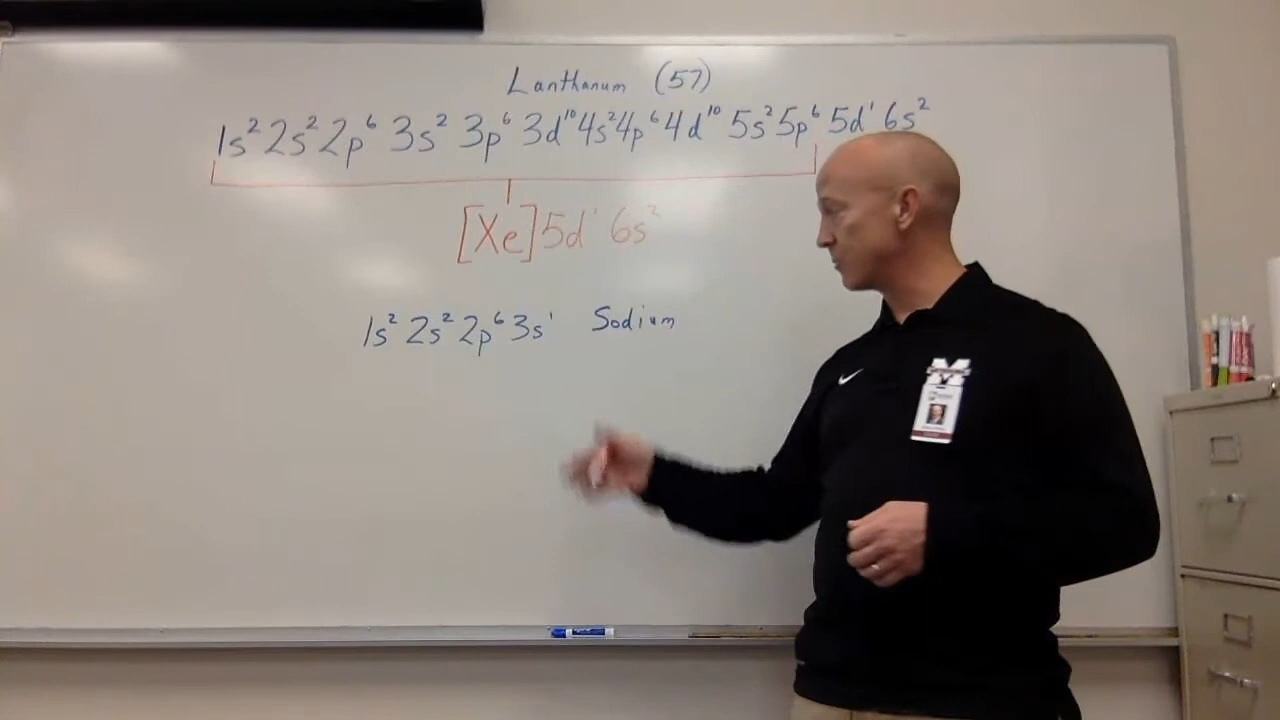 Lanthanum (57)
1s² 2s² 2p⁶ 3s² 3p⁶ 3d¹⁰ 4s² 4p⁶ 4d¹⁰ 5s² 5p⁶ 5d¹ 6s²
[Xe] 5d¹ 6s²
1s² 2s² 2p⁶ 3s¹ Sodium
M